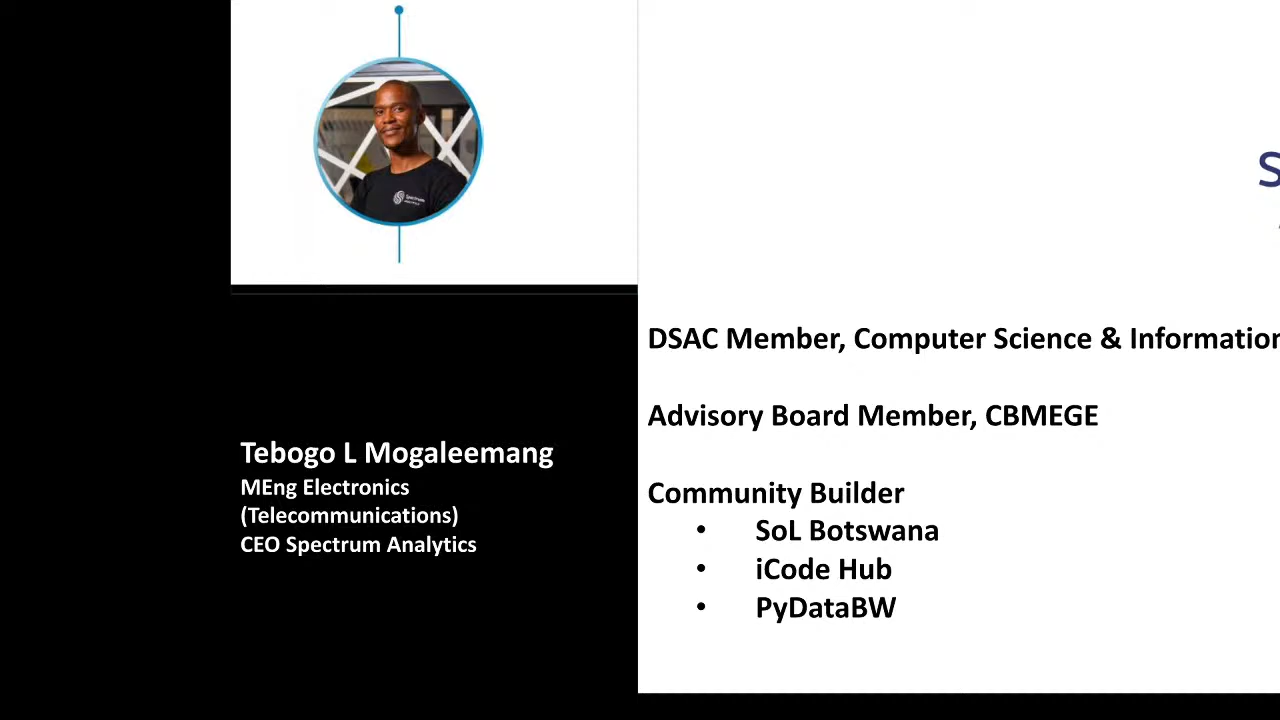 Tebogo L Mogaleemang
MEng Electronics
(Telecommunications)
CEO Spectrum Analytics
DSAC Member, Computer Science & Information
Advisory Board Member, CBMEGE
Community Builder
• SoL Botswana
• iCode Hub
• PyDataBW